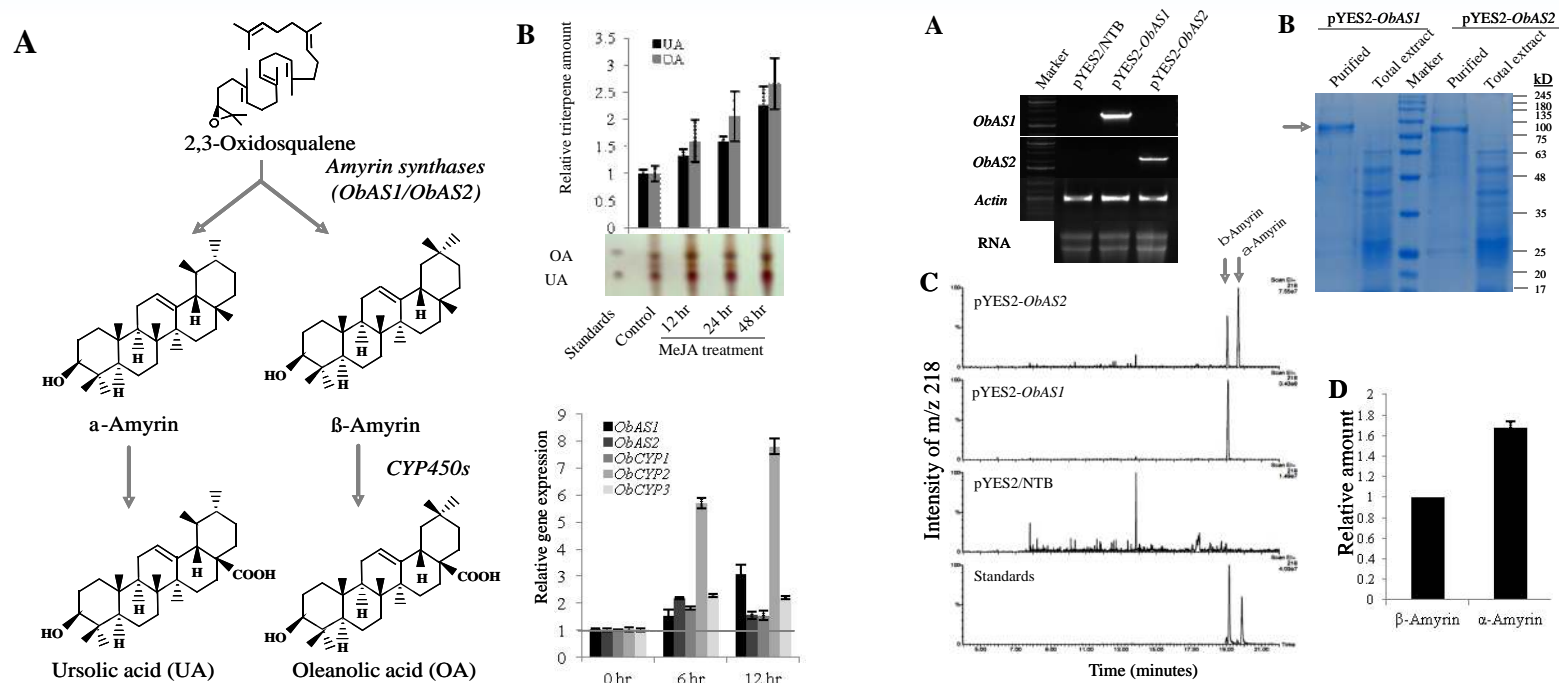 A
2,3-Oxidosqualene
Amyrin synthases
(ObAS1/ObAS2)
a-Amyrin
ß-Amyrin
CYP450s
H
H
H
HO
H
H
H
HO
H
H
H
HO
COOH
H
H
H
HO
COOH
Ursolic acid (UA)
Oleanolic acid (OA)
O
B
Relative triterpene amount
3.5
3
2.5
2
1.5
1
0.5
0
UA
OA
OA
UA
Standards
Control
12 hr
24 hr
48 hr
MeJA treatment
Relative gene expression
9
8
7
6
5
4
3
2
1
0
ObAS1
ObAS2
ObCYP1
ObCYP2
ObCYP3
0 hr
6 hr
12 hr
A
Marker
pYES2/NTB
pYES2-ObAS1
pYES2-ObAS2
ObAS1
ObAS2
Actin
RNA
B
pYES2-ObAS1
pYES2-ObAS2
Purified
Total extract
Marker
Purified
Total extract
kD
245
180
135
100
75
63
48
35
25
20
17
C
b-Amyrin
a-Amyrin
Intensity of m/z 218
pYES2-ObAS2
pYES2-ObAS1
pYES2/NTB
Standards
Time (minutes)
D
Relative amount
2
1.8
1.6
1.4
1.2
1
0.8
0.6
0.4
0.2
0
β-Amyrin
α-Amyrin